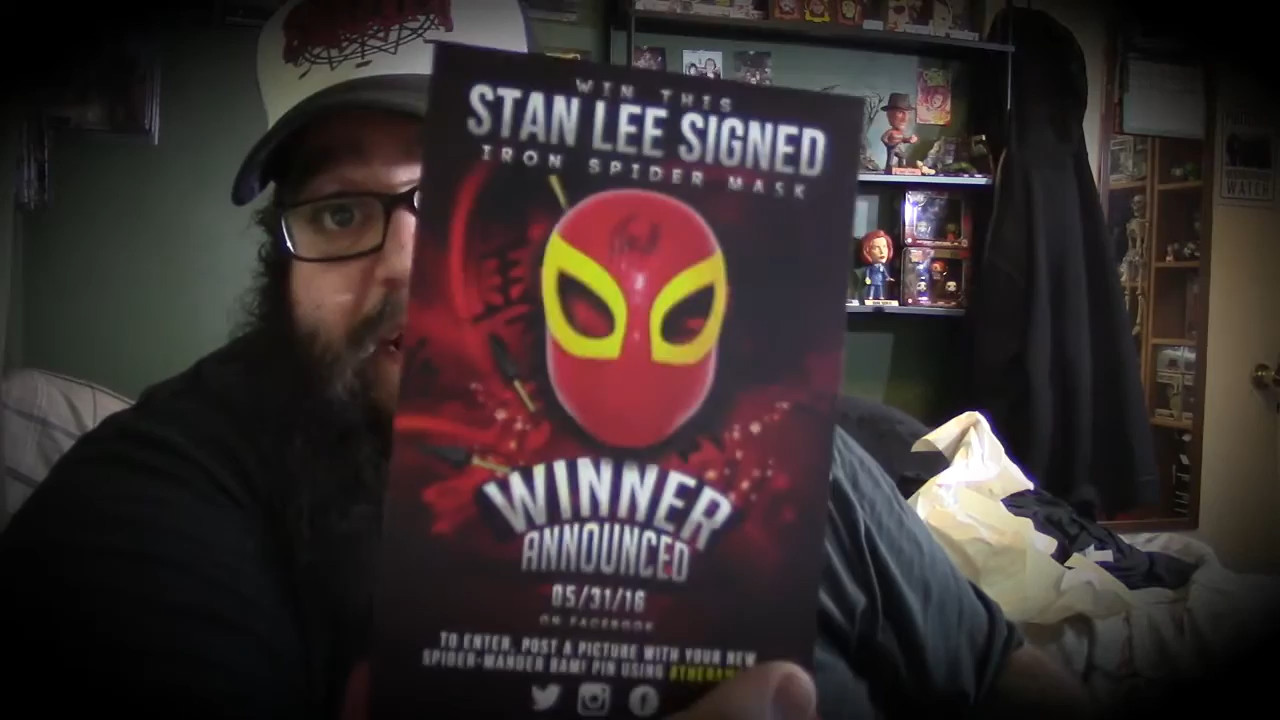 WIN THIS
STAN LEE SIGNED
IRON SPIDER MASK
WINNER
ANNOUNCED
05/31/16
ON FACEBOOK
TO ENTER, POST A PICTURE WITH YOUR NEW
SPIDER-MANDER BAM! PIN USING
WATER